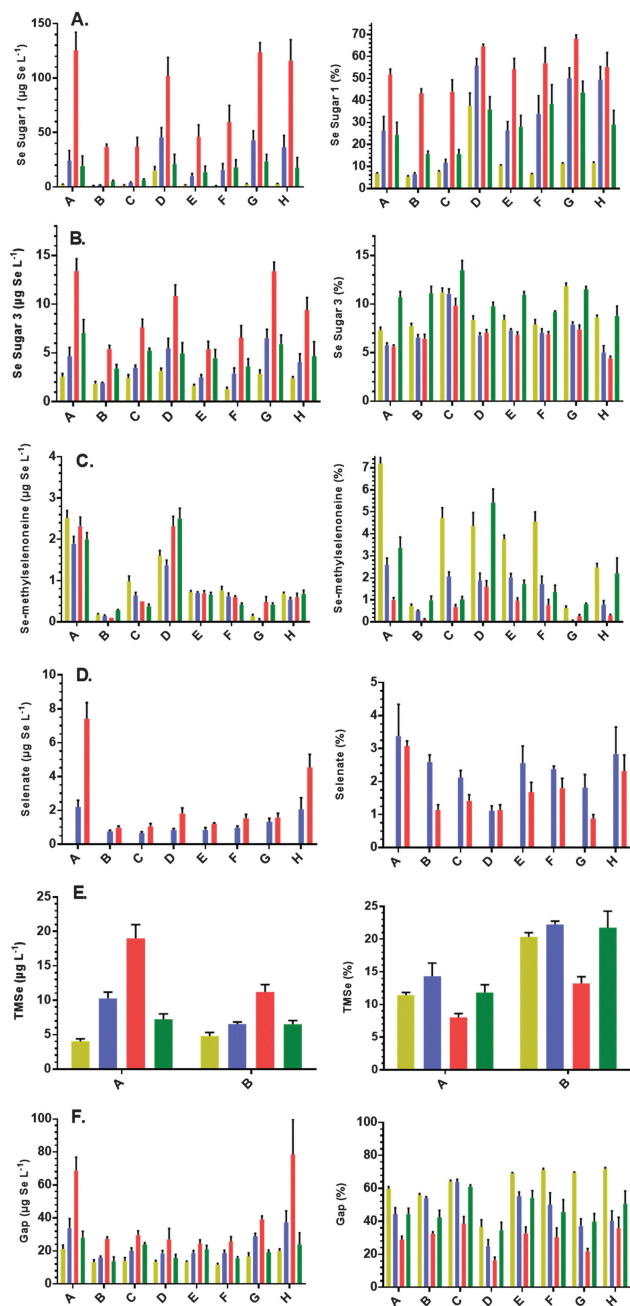 A.
Se Sugar 1 (µg Se L⁻¹)
150
100
50
0
A B C D E F G H
Se Sugar 1 (%)
70
60
50
40
30
20
10
0
A B C D E F G H
B.
Se Sugar 3 (µg Se L⁻¹)
15
10
5
0
A B C D E F G H
Se Sugar 3 (%)
15
10
5
0
A B C D E F G H
C.
Se-methylselenoneine (µg Se L⁻¹)
4
3
2
1
0
A B C D E F G H
Se-methylselenoneine (%)
7
6
5
4
3
2
1
0
A B C D E F G H
D.
Selenate (µg Se L⁻¹)
10
8
6
4
2
0
A B C D E F G H
Selenate (%)
5
4
3
2
1
0
A B C D E F G H
E.
TMSe (µg L⁻¹)
25
20
15
10
5
0
A B
TMSe (%)
25
20
15
10
5
0
A B
F.
Gap (µg Se L⁻¹)
100
80
60
40
20
0
A B C D E F G H
Gap (%)
100
80
60
40
20
0
A B C D E F G H